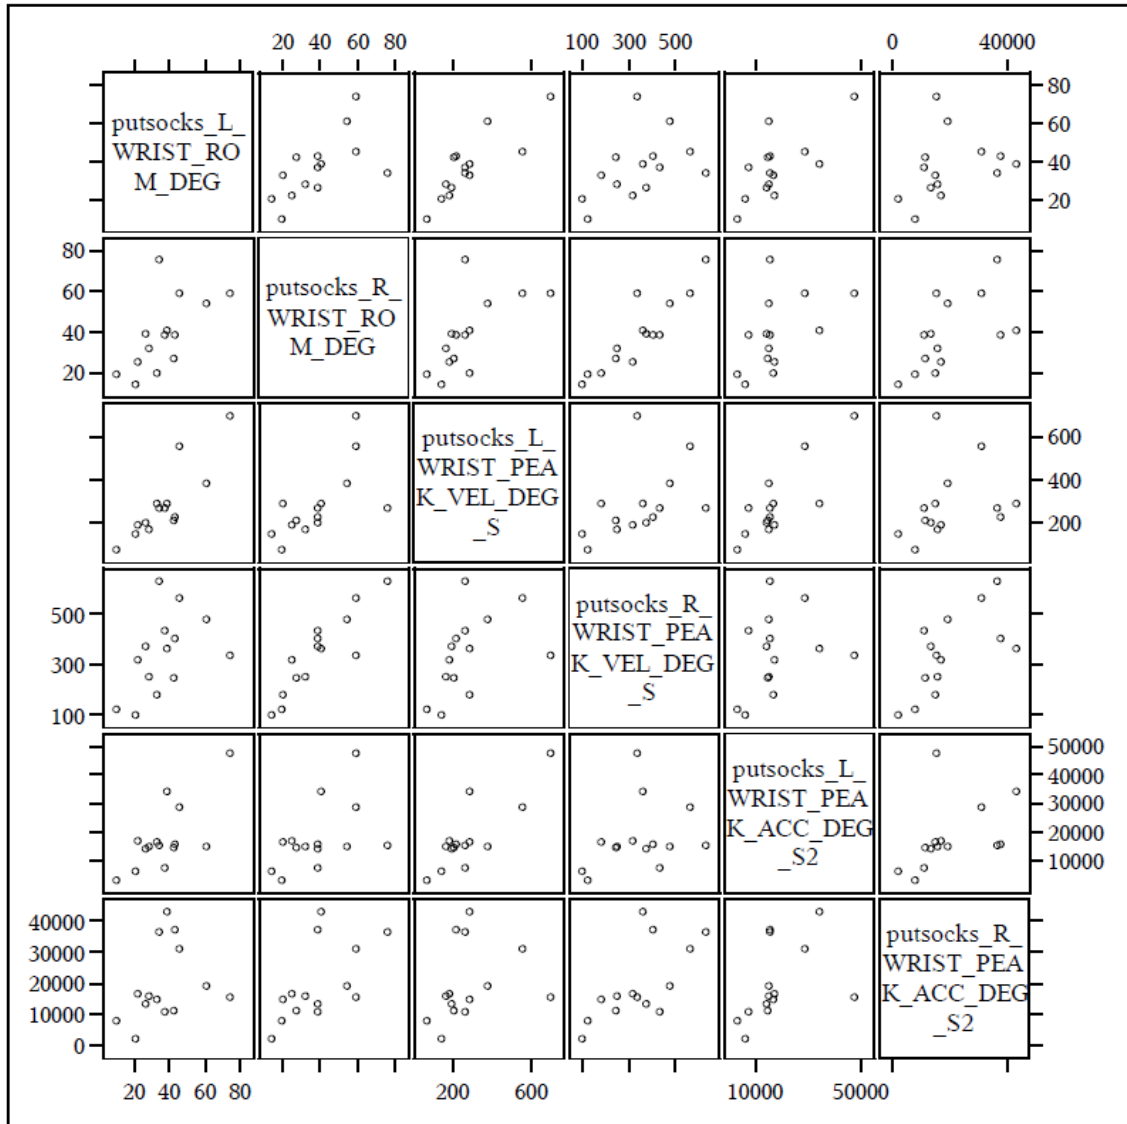 20 40 60 80 100 300 500 0 40000
putsocks_L_
WRIST_RO
M_DEG
80
60
40
20
80
60
40
20
putsocks_R_
WRIST_RO
M_DEG
putsocks_L_
WRIST_PEA
K_VEL_DEG
_S
600
400
200
500
300
100
putsocks_R_
WRIST_PEA
K_VEL_DEG
_S
putsocks_L_
WRIST_PEA
K_ACC_DEG
_S2
50000
40000
30000
20000
10000
40000
30000
20000
10000
0
putsocks_R_
WRIST_PEA
K_ACC_DEG
_S2
20 40 60 80 200 600 10000 50000